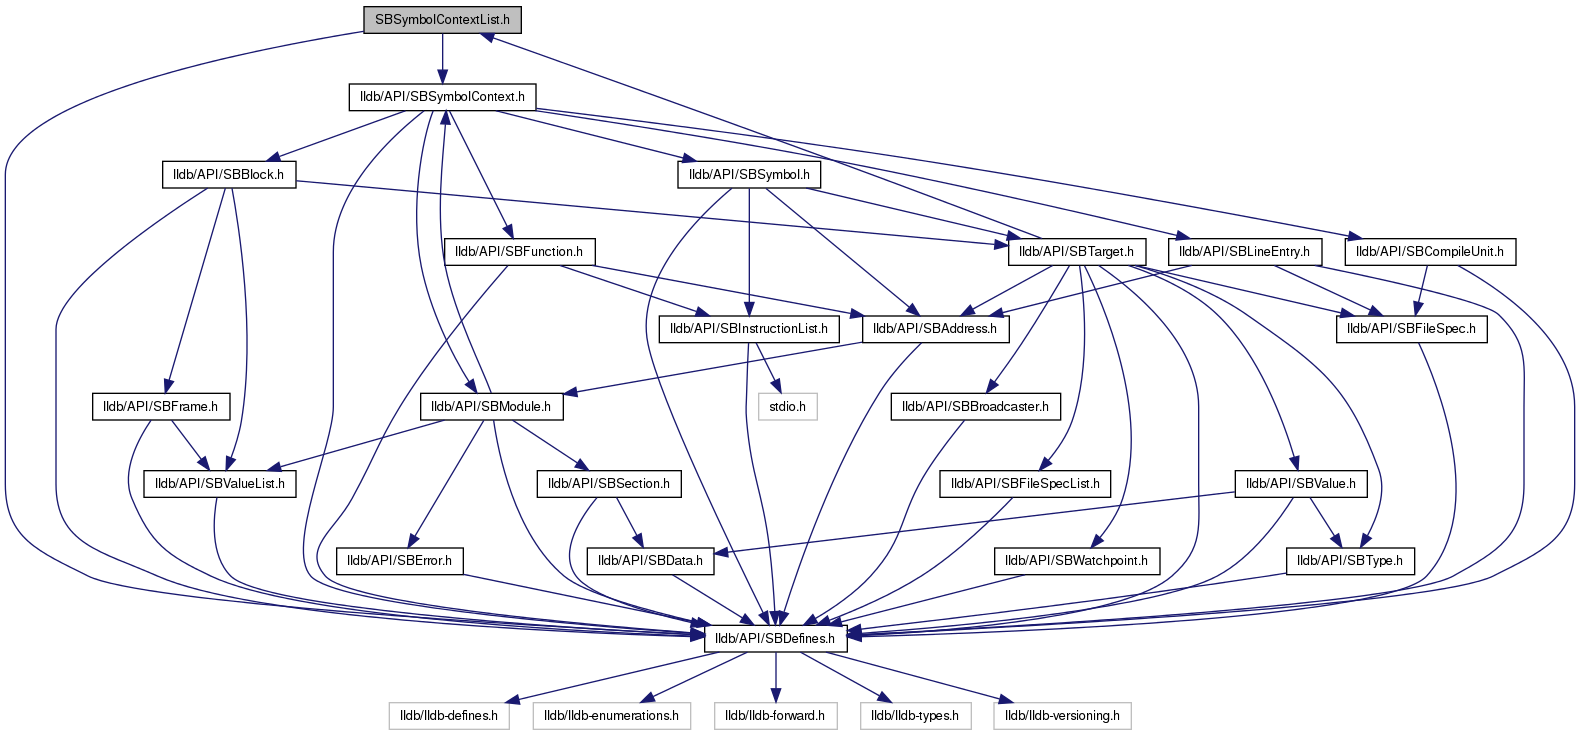 SBSymbolContextList.h
lldb/API/SBSymbolContext.h
lldb/API/SBBlock.h
lldb/API/SBSymbol.h
lldb/API/SBFunction.h
lldb/API/SBTarget.h
lldb/API/SBLineEntry.h
lldb/API/SBCompileUnit.h
lldb/API/SBInstructionList.h
lldb/API/SBAddress.h
lldb/API/SBFileSpec.h
lldb/API/SBFrame.h
lldb/API/SBModule.h
stdio.h
lldb/API/SBBroadcaster.h
lldb/API/SBValueList.h
lldb/API/SBSection.h
lldb/API/SBFileSpecList.h
lldb/API/SBValue.h
lldb/API/SBError.h
lldb/API/SBData.h
lldb/API/SBWatchpoint.h
lldb/API/SBType.h
lldb/API/SBDefines.h
lldb/lldb-defines.h
lldb/lldb-enumerations.h
lldb/lldb-forward.h
lldb/lldb-types.h
lldb/lldb-versioning.h